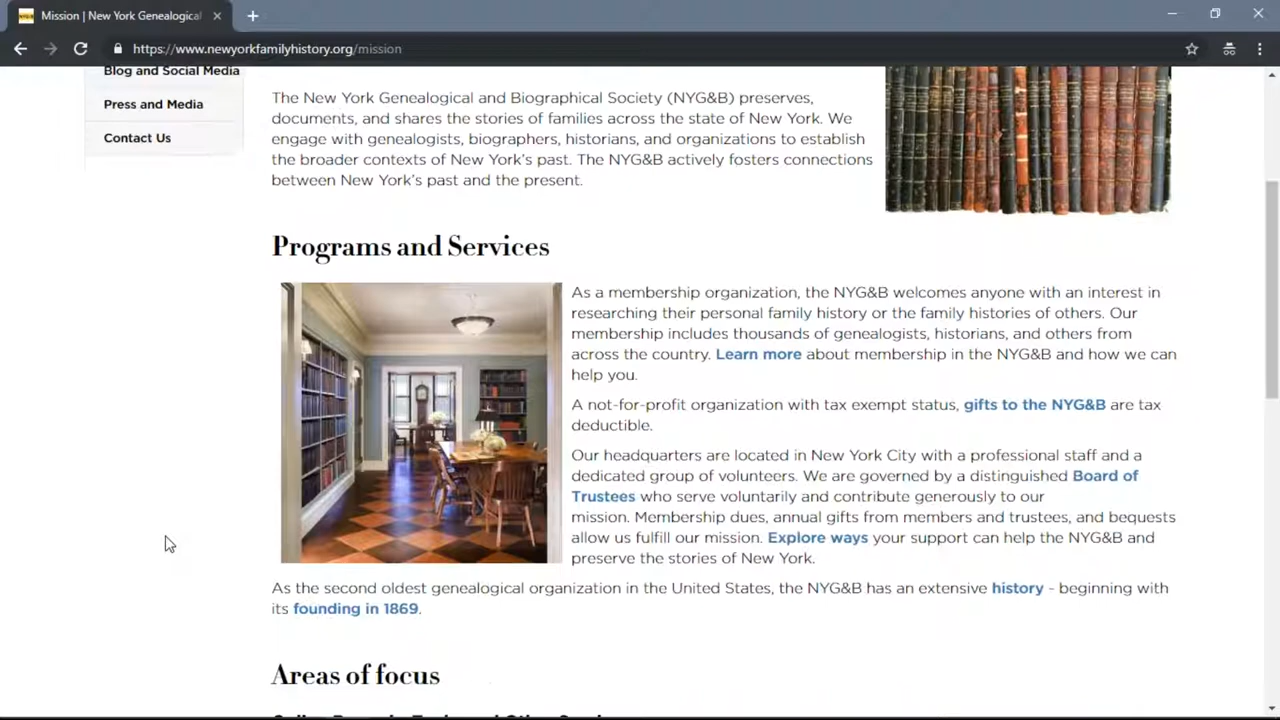 Mission | New York Genealogical
https://www.newyorkfamilyhistory.org/mission
Blog and Social Media
Press and Media
Contact Us
The New York Genealogical and Biographical Society (NYG&B) preserves,
documents, and shares the stories of families across the state of New York. We
engage with genealogists, biographers, historians, and organizations to establish
the broader contexts of New York's past. The NYG&B actively fosters connections
between New York's past and the present.
Programs and Services
As a membership organization, the NYG&B welcomes anyone with an interest in
researching their personal family history or the family histories of others. Our
membership includes thousands of genealogists, historians, and others from
across the country. Learn more about membership in the NYG&B and how we can
help you.
A not-for-profit organization with tax exempt status, gifts to the NYG&B are tax
deductible.
Our headquarters are located in New York City with a professional staff and a
dedicated group of volunteers. We are governed by a distinguished Board of
Trustees who serve voluntarily and contribute generously to our
mission. Membership dues, annual gifts from members and trustees, and bequests
allow us fulfill our mission. Explore ways your support can help the NYG&B and
preserve the stories of New York.
As the second oldest genealogical organization in the United States, the NYG&B has an extensive history - beginning with
its founding in 1869.
Areas of focus